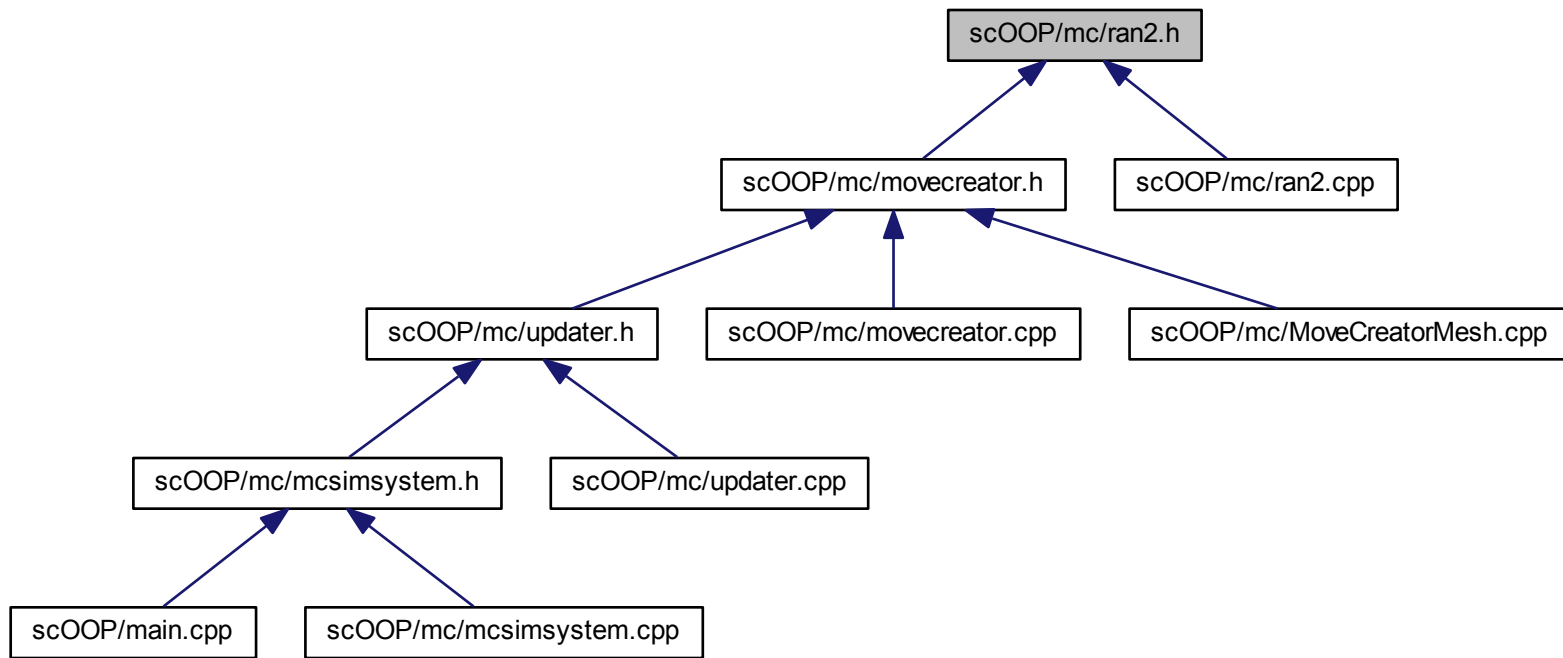 scOOP/mc/ran2.h
scOOP/mc/movecreator.h
scOOP/mc/ran2.cpp
scOOP/mc/updater.h
scOOP/mc/movecreator.cpp
scOOP/mc/MoveCreatorMesh.cpp
scOOP/mc/mcsimsystem.h
scOOP/mc/updater.cpp
scOOP/main.cpp
scOOP/mc/mcsimsystem.cpp